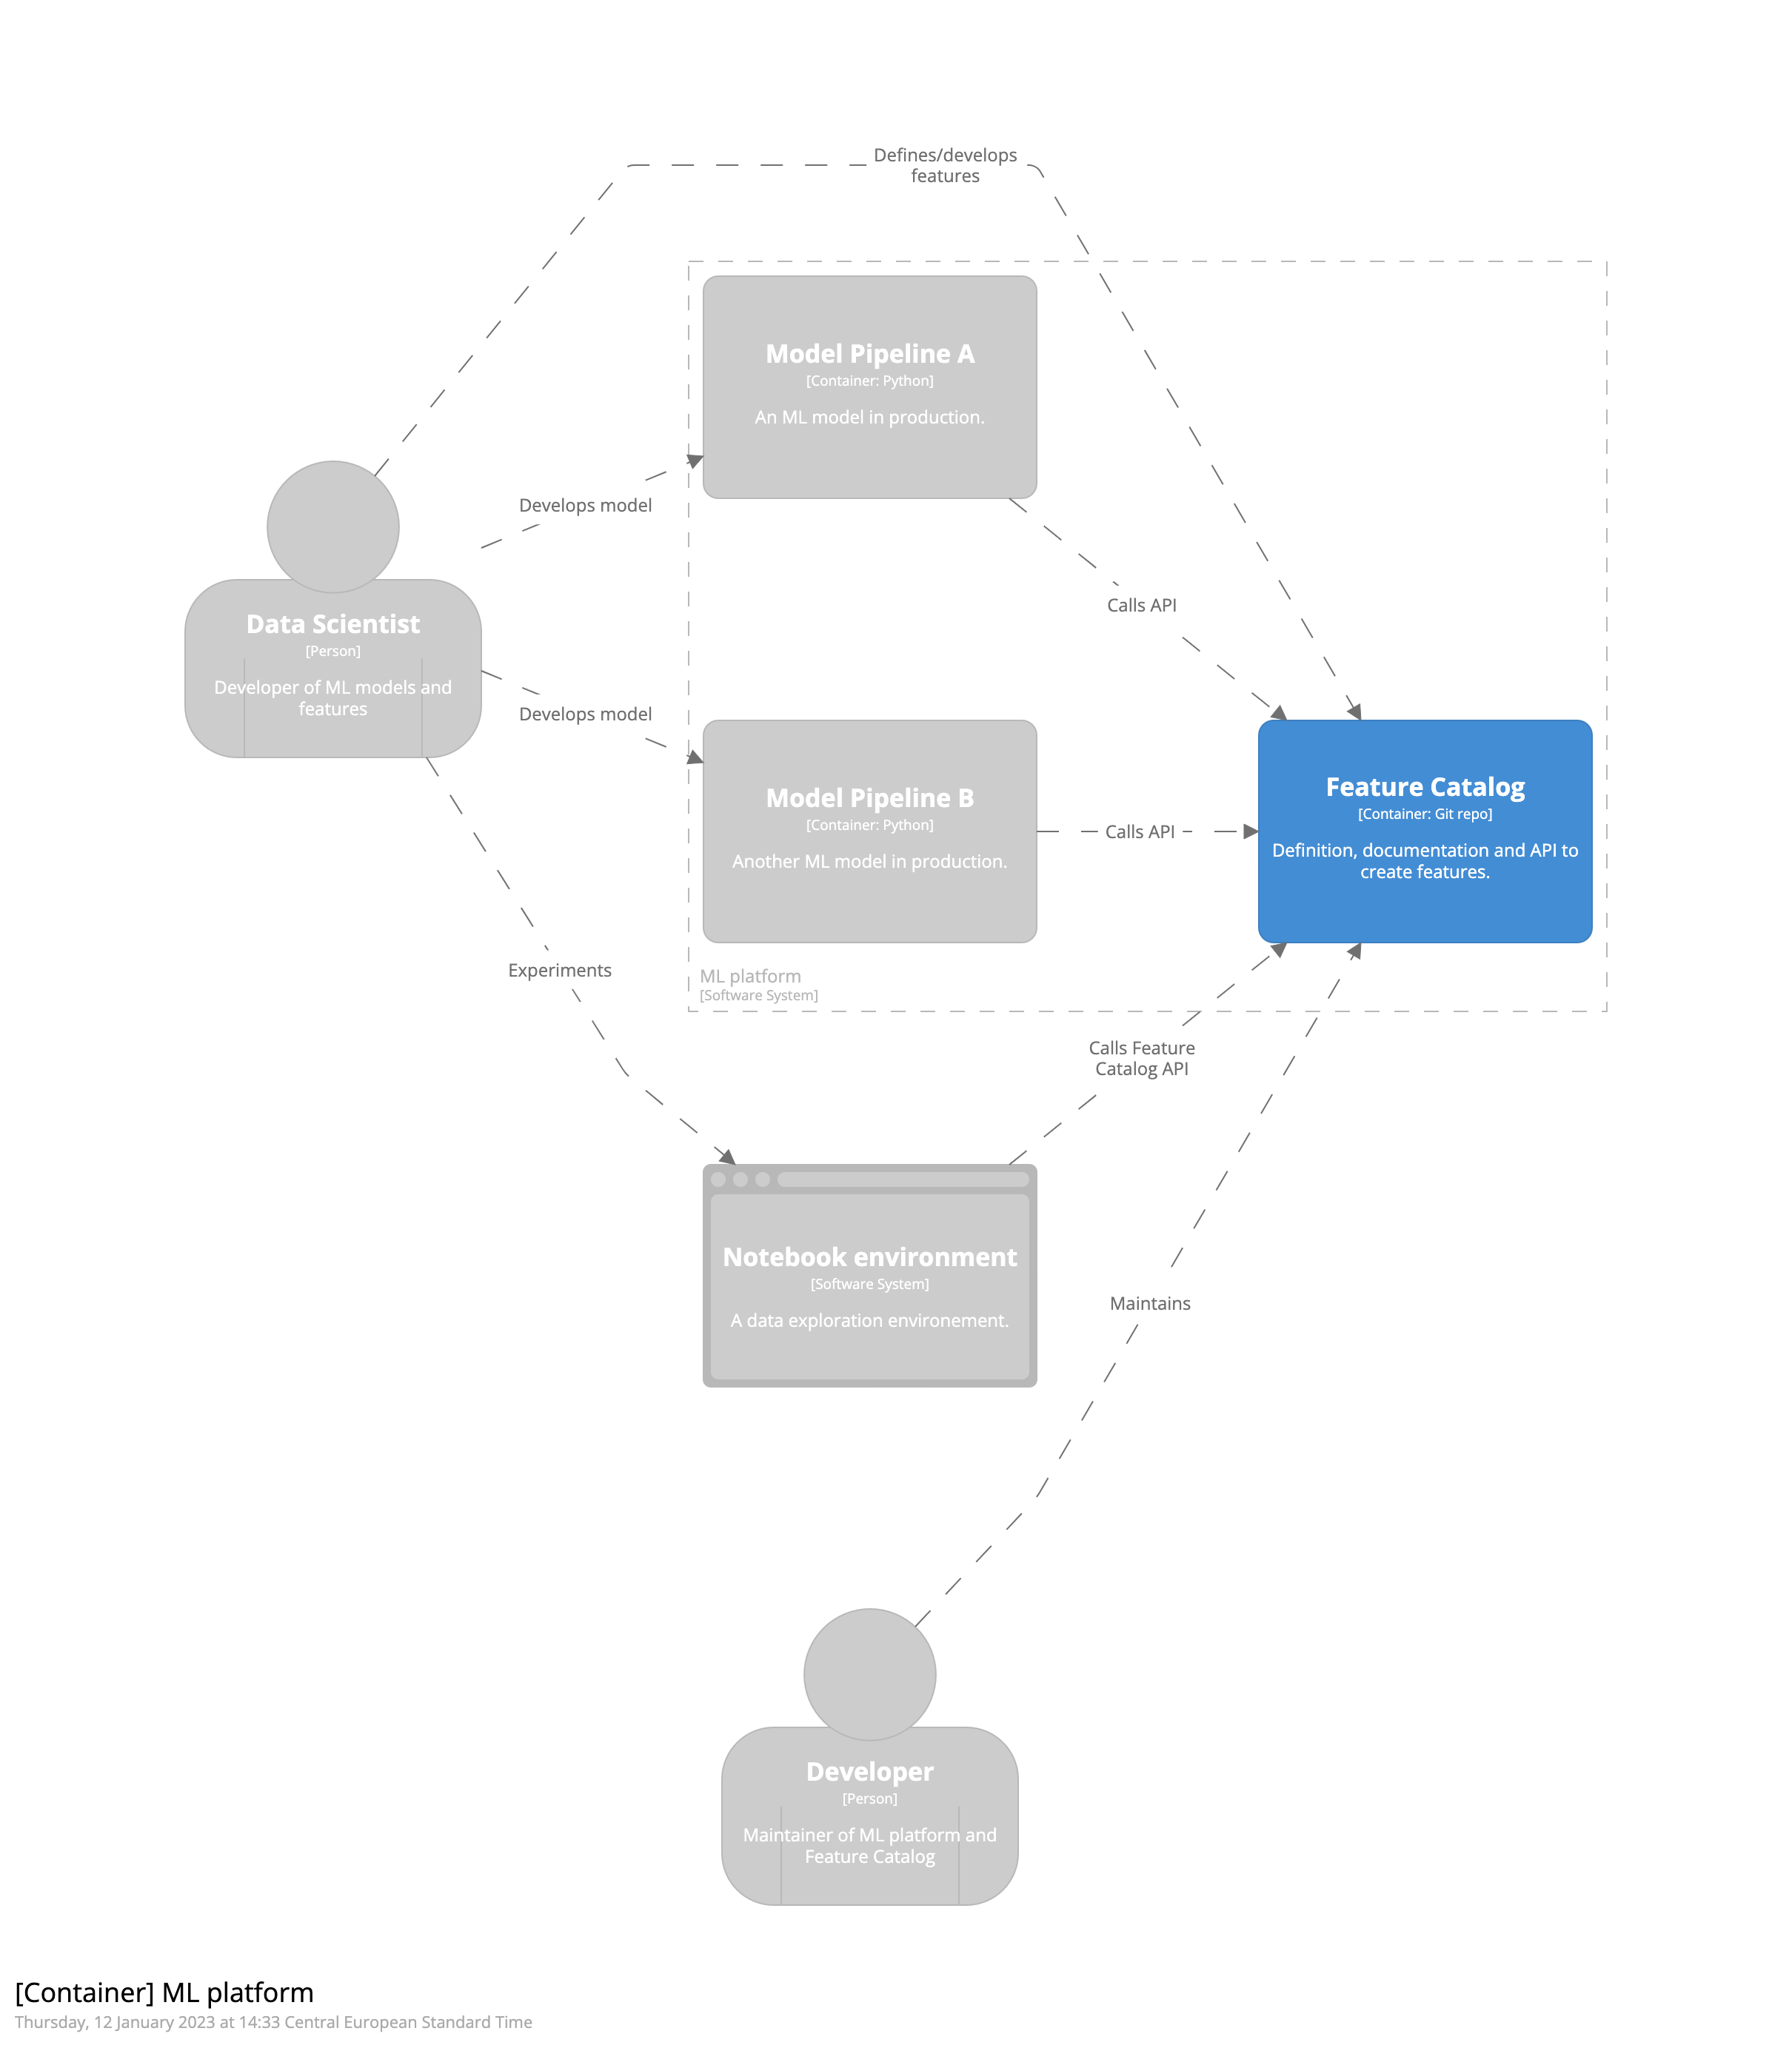 Defines/develops
features
Model Pipeline A
[Container: Python]
An ML model in production.
Develops model
Calls API
Data Scientist
[Person]
Developer of ML models and
features
Develops model
Model Pipeline B
[Container: Python]
Another ML model in production.
Calls API
Feature Catalog
[Container: Git repo]
Definition, documentation and API to
create features.
Experiments
ML platform
[Software System]
Calls Feature
Catalog API
Notebook environment
[Software System]
A data exploration environement.
Maintains
Developer
[Person]
Maintainer of ML platform and
Feature Catalog
[Container] ML platform
Thursday, 12 January 2023 at 14:33 Central European Standard Time